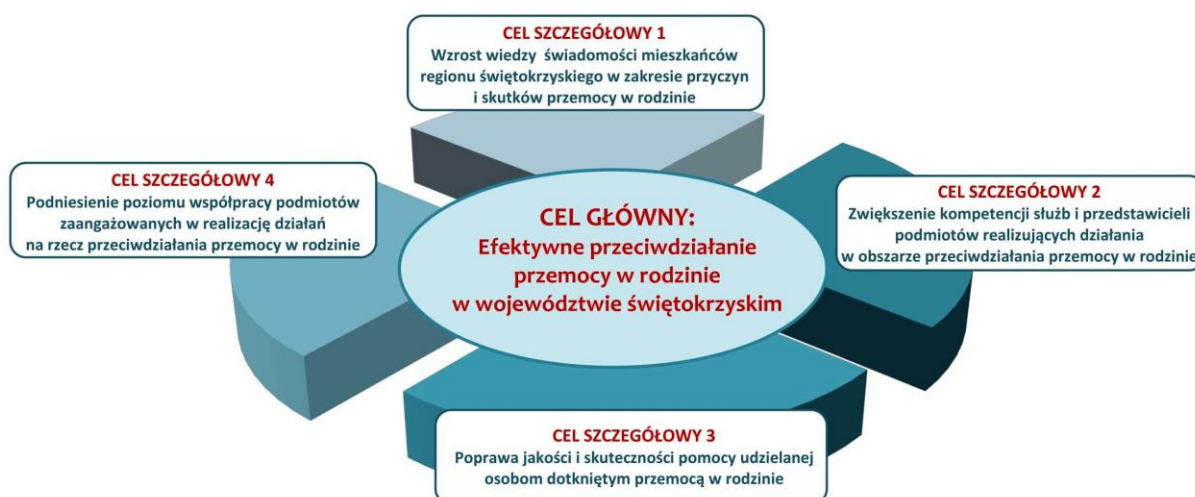 CEL SZCZEGÓŁOWY 1
Wzrost wiedzy świadomości mieszkańców
regionu świętokrzyskiego w zakresie przyczyn
i skutków przemocy w rodzinie
CEL SZCZEGÓŁOWY 4
Podniesienie poziomu współpracy podmiotów
zaangażowanych w realizację działań
na rzecz przeciwdziałania przemocy w rodzinie
CEL GŁÓWNY:
Efektywne przeciwdziałanie
przemocy w rodzinie
w województwie świętokrzyskim
CEL SZCZEGÓŁOWY 2
Zwiększenie kompetencji służb i przedstawicieli
podmiotów realizujących działania
w obszarze przeciwdziałania przemocy w rodzinie
CEL SZCZEGÓŁOWY 3
Poprawa jakości i skuteczności pomocy udzielanej
osobom dotkniętym przemocą w rodzinie